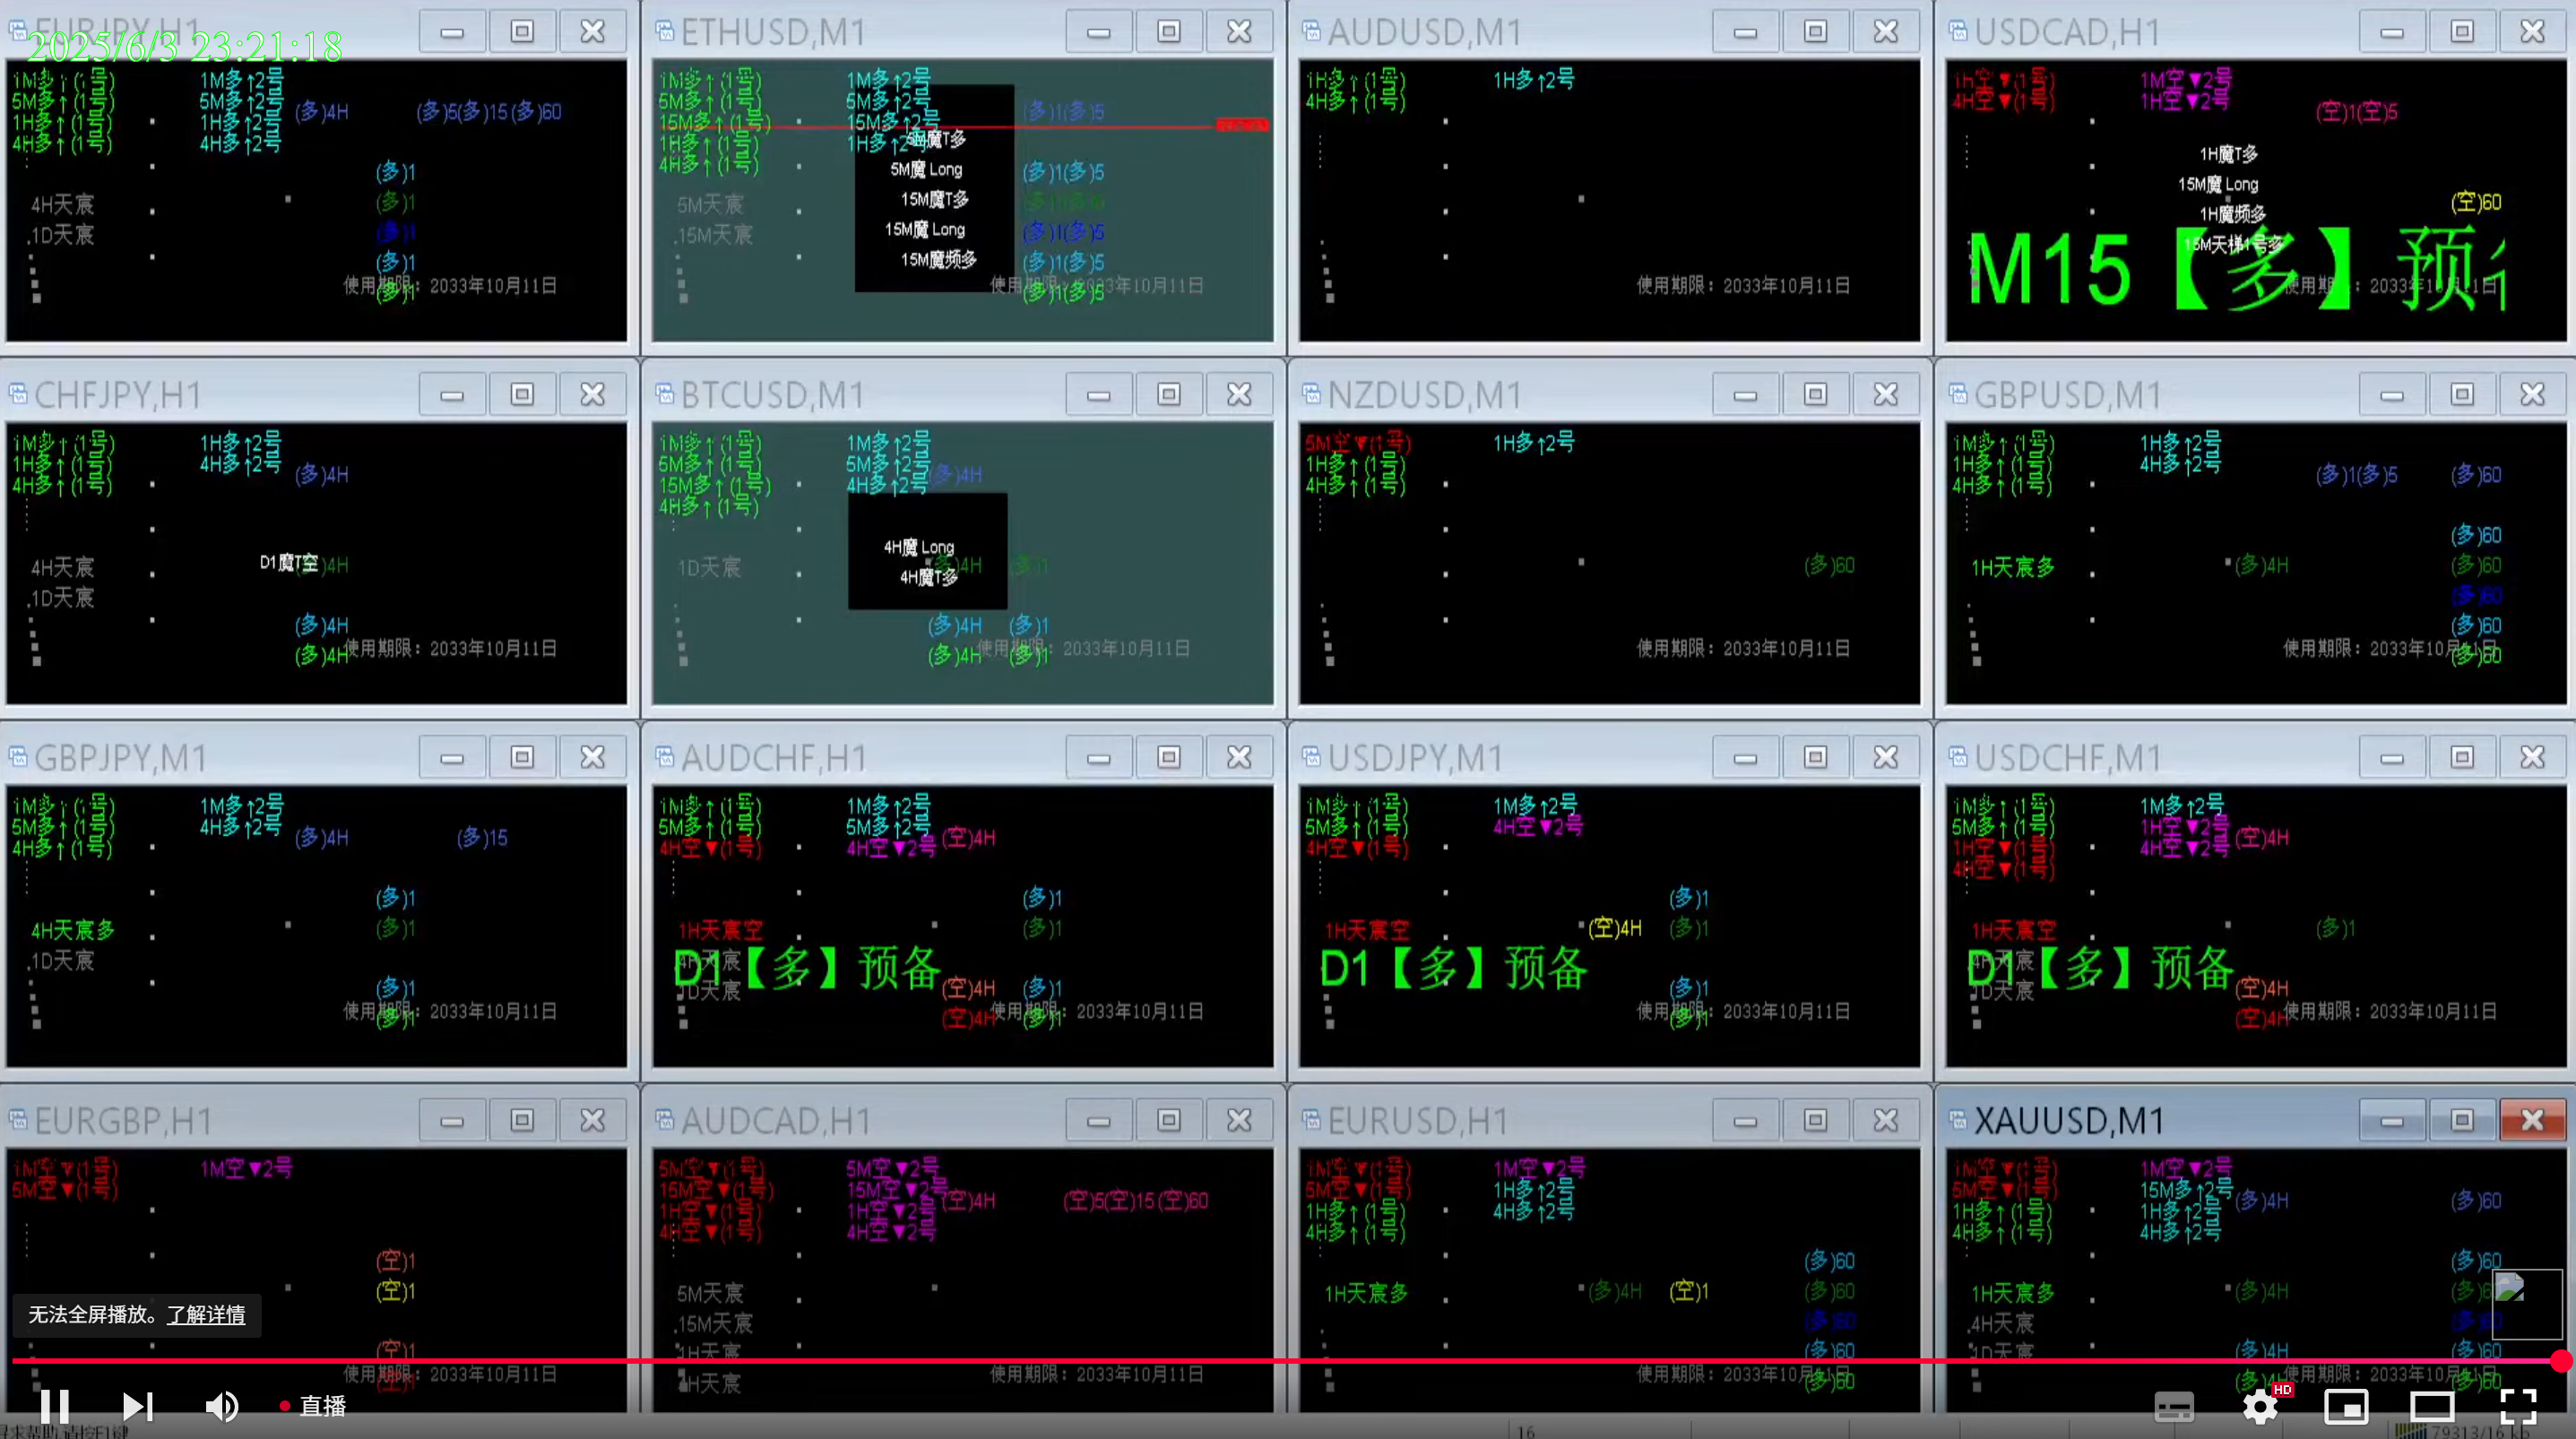 EURJPY,H1
2025/6/3 23:21:18
1M多↑(1号)
5M多↑(1号)
1H多↑(1号)
4H多↑(1号)
1M多↑2号
5M多↑2号
1H多↑2号
4H多↑2号
(多)4H
(多)5(多)15(多)60
(多)1
4H天宸
(多)1
.1D天宸
(多)1
(多)1
使用期限：2033年10月11日
(多)1
ETHUSD,M1
1M多↑(1号)
5M多↑(1号)
15M多↑(1号)
1H多↑(1号)
4H多↑(1号)
1M多↑2号
5M多↑2号
15M多↑2号
1H多↑2号
(多)1(多)5
5M魔T多
5M魔Long
15M魔T多
15M魔Long
15M魔频多
(多)1(多)5
5M天宸
(多)1(多)5
.15M天宸
(多)1(多)5
(多)1(多)5
(多)1(多)5
AUDUSD,M1
1H多↑(1号)
4H多↑(1号)
1H多↑2号
使用期限：2033年10月11日
USDCAD,H1
1H空▼(1号)
4H空▼(1号)
1M空▼2号
1H空▼2号
(空)1(空)5
1H魔T多
15M魔Long
1H魔频多
15M天梯1号多
(空)60
M15【多】预
CHFJPY,H1
1M多↑(1号)
1H多↑(1号)
4H多↑(1号)
1H多↑2号
4H多↑2号
(多)4H
D1魔T空
4H天宸
.1D天宸
(多)4H
使用期限：2033年10月11日
(多)4H
BTCUSD,M1
1M多↑(1号)
5M多↑(1号)
15M多↑(1号)
4H多↑(1号)
1M多↑2号
5M多↑2号
4H多↑2号
(多)4H
4H魔Long
4H魔T多
1D天宸
(多)4H
(多)1
(多)4H
(多)1
使用期限：2033年10月11日
(多)4H
(多)1
NZDUSD,M1
5M空▼(1号)
1H多↑(1号)
4H多↑(1号)
1H多↑2号
(多)60
使用期限：2033年10月11日
GBPUSD,M1
1M多↑(1号)
1H多↑(1号)
4H多↑(1号)
1H多↑2号
4H多↑2号
(多)1(多)5
(多)60
(多)60
1H天宸多
(多)4H
(多)60
(多)60
(多)60
使用期限：2033年10月11日
(多)60
GBPJPY,M1
1M多↑(1号)
5M多↑(1号)
4H多↑(1号)
1M多↑2号
4H多↑2号
(多)4H
(多)15
(多)1
4H天宸多
(多)1
.1D天宸
(多)1
使用期限：2033年10月11日
(多)1
AUDCHF,H1
1M多↑(1号)
5M多↑(1号)
4H空▼(1号)
1M多↑2号
5M多↑2号
4H空▼2号
(空)4H
(多)1
1H天宸空
(多)1
4H天宸
D1【多】预备
1D天宸
(空)4H
(多)1
(空)4H
(多)1
使用期限：2033年10月11日
USDJPY,M1
1M多↑(1号)
5M多↑(1号)
4H空▼(1号)
1M多↑2号
4H空▼2号
(多)1
1H天宸空
(空)4H
(多)1
D1【多】预备
(多)1
使用期限：2033年10月11日
(多)1
USDCHF,M1
1M多↑(1号)
5M多↑(1号)
1H空▼(1号)
4H空▼(1号)
1M多↑2号
1H空▼2号
4H空▼2号
(空)4H
1H天宸空
(多)1
4H天宸
D1【多】预备
1D天宸
(空)4H
(空)4H
使用期限：2033年10月11日
EURGBP,H1
1M空▼(1号)
5M空▼(1号)
1M空▼2号
(空)1
(空)1
(空)1
使用期限：2033年10月11日
AUDCAD,H1
5M空▼(1号)
15M空▼(1号)
1H空▼(1号)
4H空▼(1号)
5M空▼2号
15M空▼2号
1H空▼2号
4H空▼2号
(空)4H
(空)5(空)15(空)60
5M天宸
.15M天宸
1H天宸
4H天宸
使用期限：2033年10月11日
EURUSD,H1
1M空▼(1号)
5M空▼(1号)
1H多↑(1号)
4H多↑(1号)
1M空▼2号
1H多↑2号
4H多↑2号
(多)60
1H天宸多
(多)4H
(空)1
(多)60
(多)60
(多)60
使用期限：2033年10月11日
(多)60
XAUUSD,M1
1M空▼(1号)
5M空▼(1号)
1H多↑(1号)
4H多↑(1号)
1M空▼2号
15M多↑2号
1H多↑2号
4H多↑2号
(多)4H
(多)60
(多)60
1H天宸多
(多)4H
.4H天宸
1D天宸
(多)4H
(多)60
使用期限：2033年10月11日
(多)60
无法全屏播放。了解详情
直播
HD
16